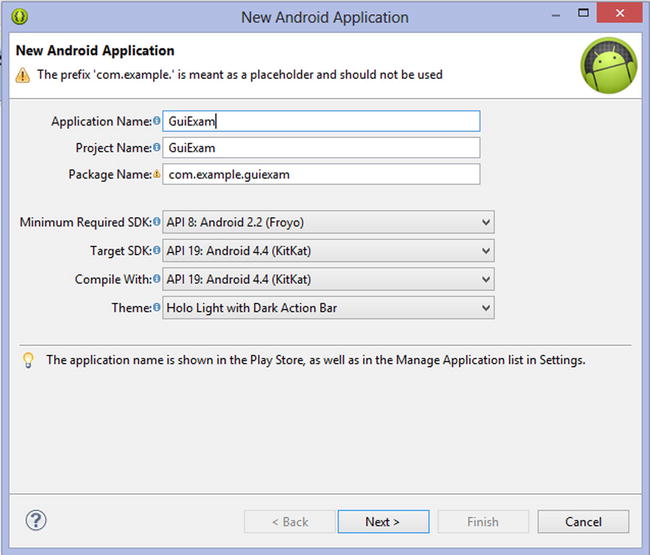 New Android Application
New Android Application
The prefix 'com.example.' is meant as a placeholder and should not be used
Application Name: GuiExam
Project Name: GuiExam
Package Name: com.example.guiexam
Minimum Required SDK: API 8: Android 2.2 (Froyo)
Target SDK: API 19: Android 4.4 (KitKat)
Compile With: API 19: Android 4.4 (KitKat)
Theme: Holo Light with Dark Action Bar
The application name is shown in the Play Store, as well as in the Manage Application list in Settings.
? < Back Next > Finish Cancel